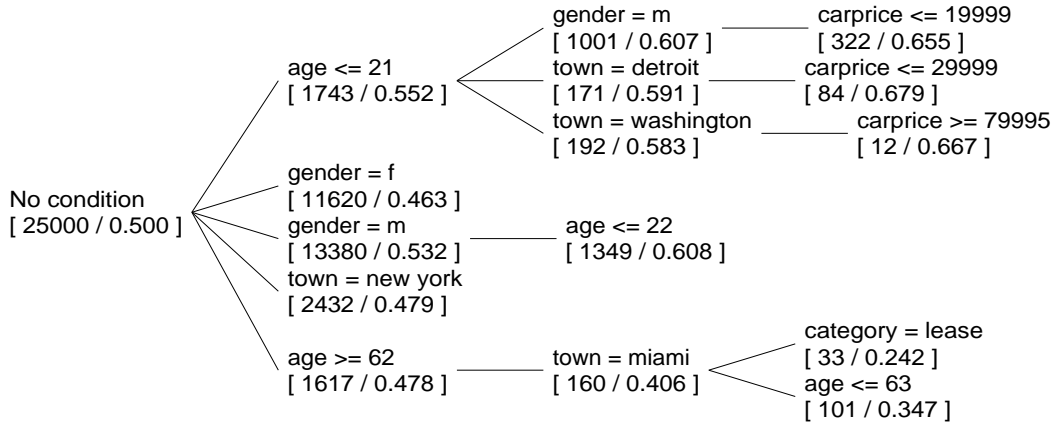 No condition
[ 25000 / 0.500 ]
age <= 21
[ 1743 / 0.552 ]
gender = m
[ 1001 / 0.607 ]
carprice <= 19999
[ 322 / 0.655 ]
town = detroit
[ 171 / 0.591 ]
carprice <= 29999
[ 84 / 0.679 ]
town = washington
[ 192 / 0.583 ]
carprice >= 79995
[ 12 / 0.667 ]
gender = f
[ 11620 / 0.463 ]
gender = m
[ 13380 / 0.532 ]
age <= 22
[ 1349 / 0.608 ]
town = new york
[ 2432 / 0.479 ]
age >= 62
[ 1617 / 0.478 ]
town = miami
[ 160 / 0.406 ]
category = lease
[ 33 / 0.242 ]
age <= 63
[ 101 / 0.347 ]